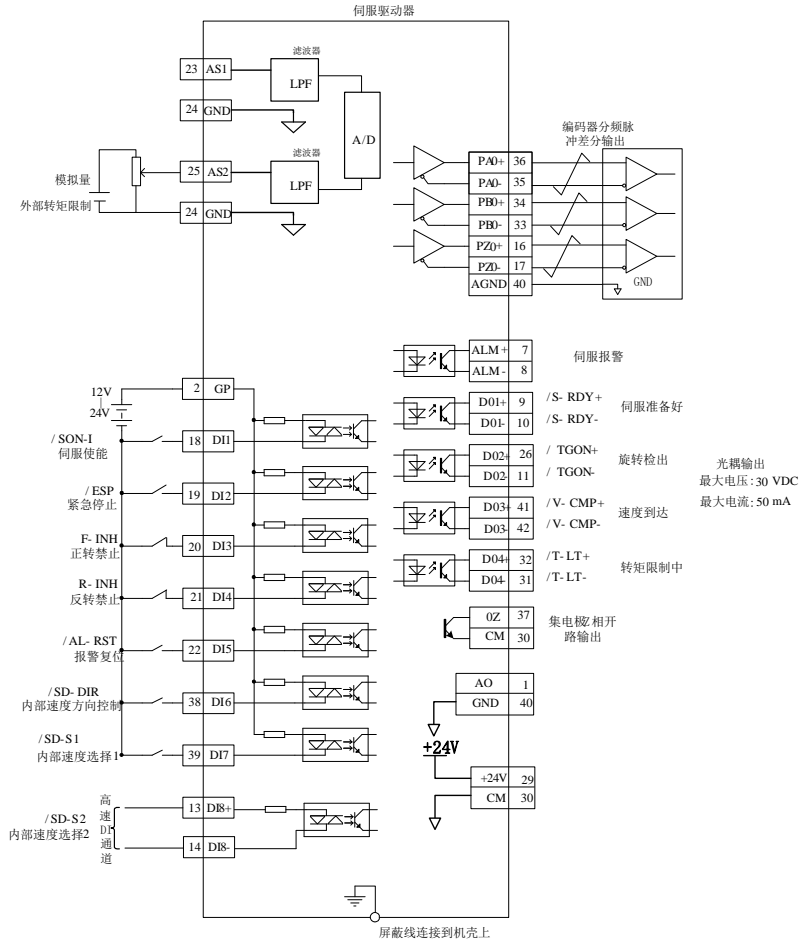 伺服驱动器
滤波器
23 AS1
LPF
24 GND
A/D
滤波器
模拟量
25 AS2
LPF
外部转矩限制
24 GND
编码器分频脉
冲差分输出
PA0+ 36
PA0- 35
PB0+ 34
PB0- 33
PZ0+ 16
PZ0- 17
AGND 40
GND
ALM+ 7
ALM- 8
伺服报警
D01+ 9 /S-RDY+
D01- 10 /S-RDY-
伺服准备好
D02+ 26 /TGON+
D02- 11 /TGON-
旋转检出
D03+ 41 /V-CMP+
D03- 42 /V-CMP-
速度到达
D04+ 32 /T-LT+
D04- 31 /T-LT-
转矩限制中
光耦输出
最大电压:30 VDC
最大电流:50 mA
0Z 37
CM 30
集电极Z相开
路输出
AO 1
GND 40
+24V
+24V 29
CM 30
2 GP
12V
|
24V
/SON-I
伺服使能
18 DI1
/ESP
紧急停止
19 DI2
F-INH
正转禁止
20 DI3
R-INH
反转禁止
21 DI4
/AL-RST
报警复位
22 DI5
/SD-DIR
内部速度方向控制
38 DI6
/SD-S1
内部速度选择1
39 DI7
/SD-S2
内部速度选择2
高速DI通道
13 DI8+
14 DI8-
屏蔽线连接到机壳上